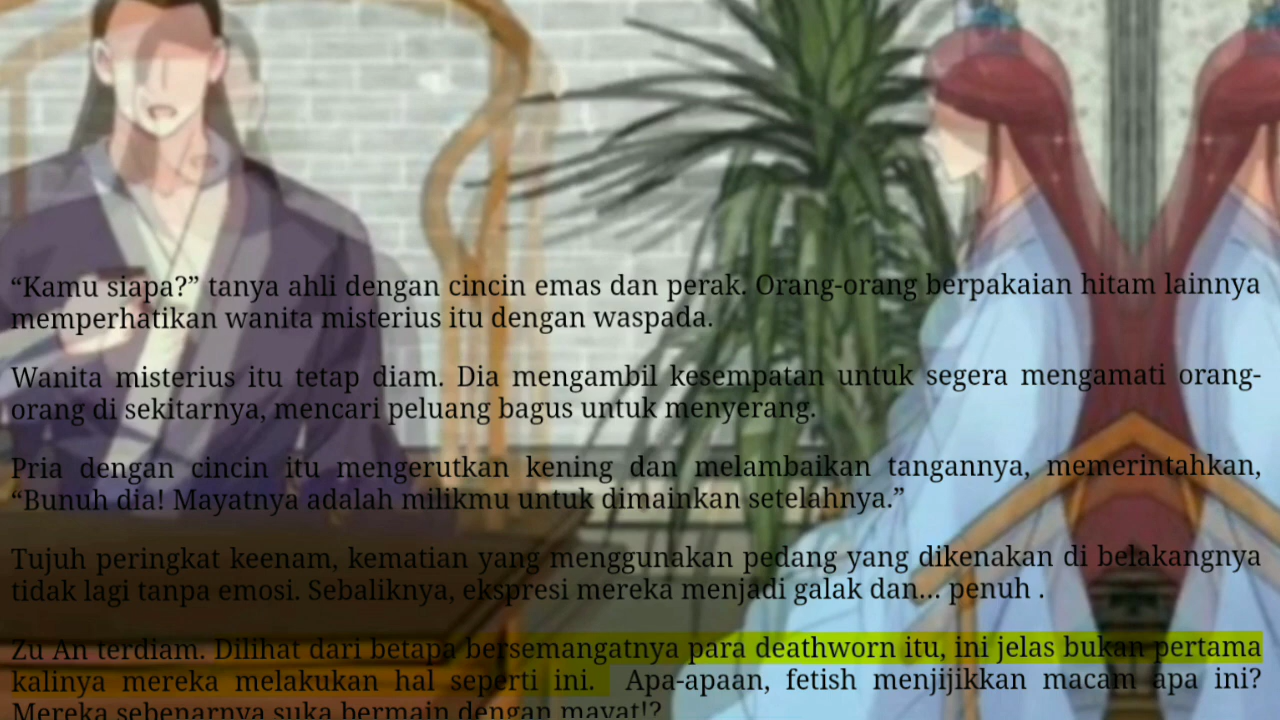 “Kamu siapa?” tanya ahli dengan cincin emas dan perak. Orang-orang berpakaian hitam lainnya
memperhatikan wanita misterius itu dengan waspada.
Wanita misterius itu tetap diam. Dia mengambil kesempatan untuk segera mengamati orang-
orang di sekitarnya, mencari peluang bagus untuk menyerang.
Pria dengan cincin itu mengerutkan kening dan melambaikan tangannya, memerintahkan,
“Bunuh dia! Mayatnya adalah milikmu untuk dimainkan setelahnya.”
Tujuh peringkat keenam, kematian yang menggunakan pedang yang dikenakan di belakangnya
tidak lagi tanpa emosi. Sebaliknya, ekspresi mereka menjadi galak dan... penuh .
Zu An terdiam. Dilihat dari betapa bersemangatnya para deathworn itu, ini jelas bukan pertama
kalinya mereka melakukan hal seperti ini. Apa-apaan, fetish menjijikkan macam apa ini?
Mereka sebenarnya suka bermain dengan mayat!?